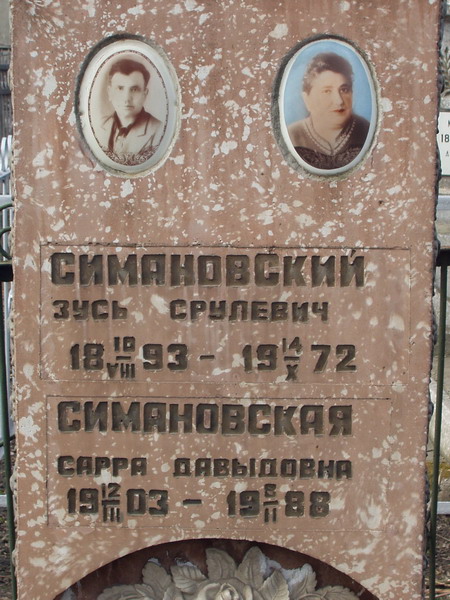 СИМАНОВСКИЙ
ЗУСЬ СРУЛЕВИЧ
18 10/VIII 93 - 19 14/X 72
СИМАНОВСКАЯ
САРРА ДАВЫДОВНА
19 12/III 03 - 19 8/II 88